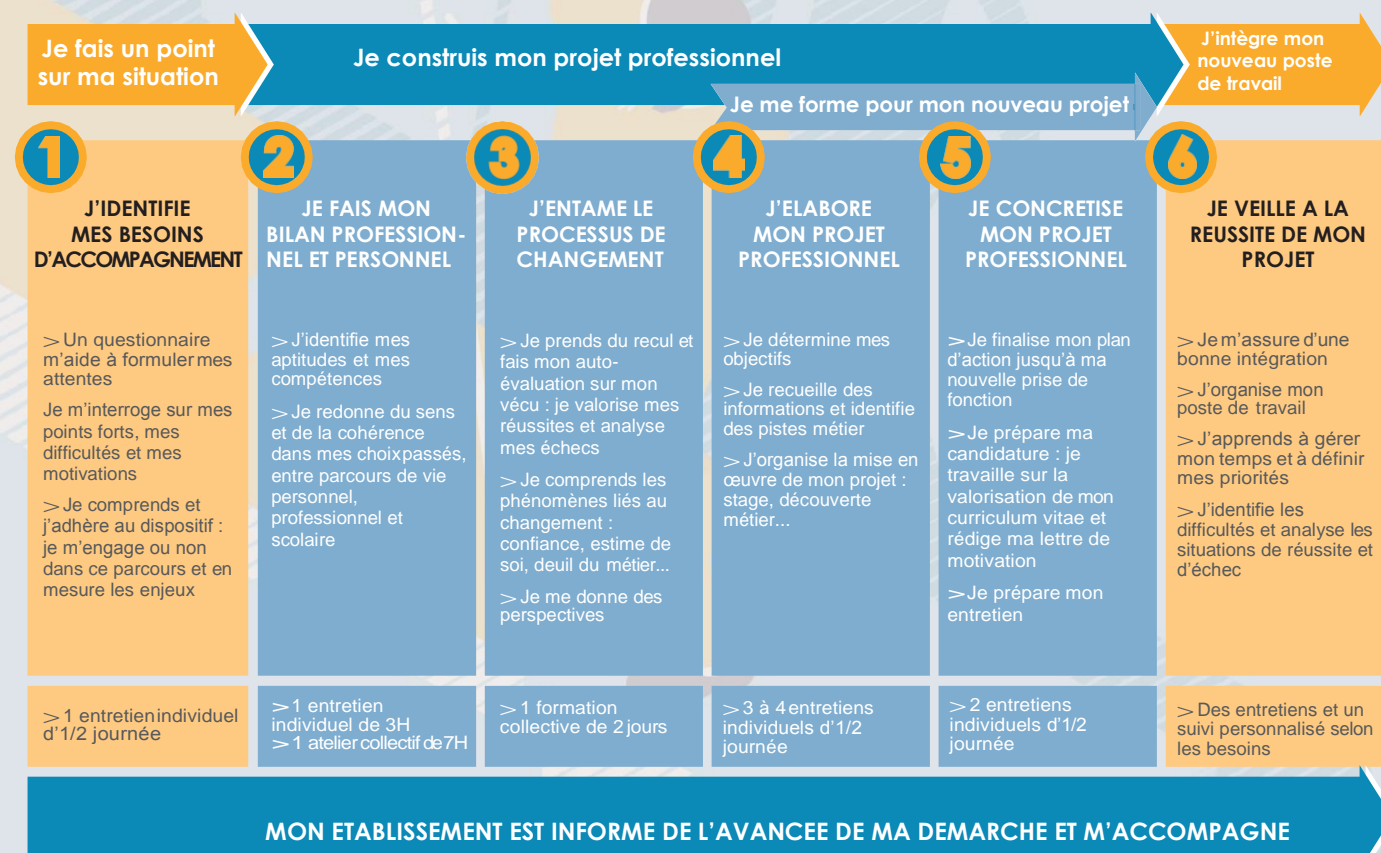 Je fais un point
sur ma situation
Je construis mon projet professionnel
J'intègre mon
nouveau poste
de travail
Je me forme pour mon nouveau projet
1
J'IDENTIFIE
MES BESOINS
D'ACCOMPAGNEMENT
> Un questionnaire
m'aide à formuler mes
attentes
Je m'interroge sur mes
points forts, mes
difficultés et mes
motivations
> Je comprends et
j'adhère au dispositif :
je m'engage ou non
dans ce parcours et en
mesure les enjeux
> 1 entretien individuel
d'1/2 journée
2
JE FAIS MON
BILAN PROFESSION-
NEL ET PERSONNEL
> J'identifie mes
aptitudes et mes
compétences
> Je redonne du sens
et de la cohérence
dans mes choix passés,
entre parcours de vie
personnel,
professionnel et
scolaire
> 1 entretien
individuel de 3H
> 1 atelier collectif de 7H
3
J'ENTAME LE
PROCESSUS DE
CHANGEMENT
> Je prends du recul et
fais mon auto-
évaluation sur mon
vécu : je valorise mes
réussites et analyse
mes échecs
> Je comprends les
phénomènes liés au
changement :
confiance, estime de
soi, deuil du métier...
> Je me donne des
perspectives
> 1 formation
collective de 2 jours
4
J'ELABORE
MON PROJET
PROFESSIONNEL
> Je détermine mes
objectifs
> Je recueille des
informations et identifie
des pistes métier
> J'organise la mise en
œuvre de mon projet :
stage, découverte
métier...
> 3 à 4 entretiens
individuels d'1/2
journée
5
JE CONCRETISE
MON PROJET
PROFESSIONNEL
> Je finalise mon plan
d'action jusqu'à ma
nouvelle prise de
fonction
> Je prépare ma
candidature : je
travaille sur la
valorisation de mon
curriculum vitae et
rédige ma lettre de
motivation
> Je prépare mon
entretien
> 2 entretiens
individuels d'1/2
journée
6
JE VEILLE A LA
REUSSITE DE MON
PROJET
> Je m'assure d'une
bonne intégration
> J'organise mon
poste de travail
> J'apprends à gérer
mon temps et à définir
mes priorités
> J'identifie les
difficultés et analyse les
situations de réussite et
d'échec
> Des entretiens et un
suivi personnalisé selon
les besoins
MON ETABLISSEMENT EST INFORME DE L'AVANCEE DE MA DEMARCHE ET M'ACCOMPAGNE